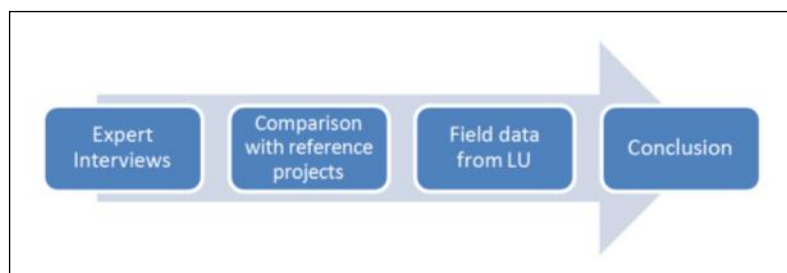 Expert
Interviews
Comparison
with reference
projects
Field data
from LU
Conclusion